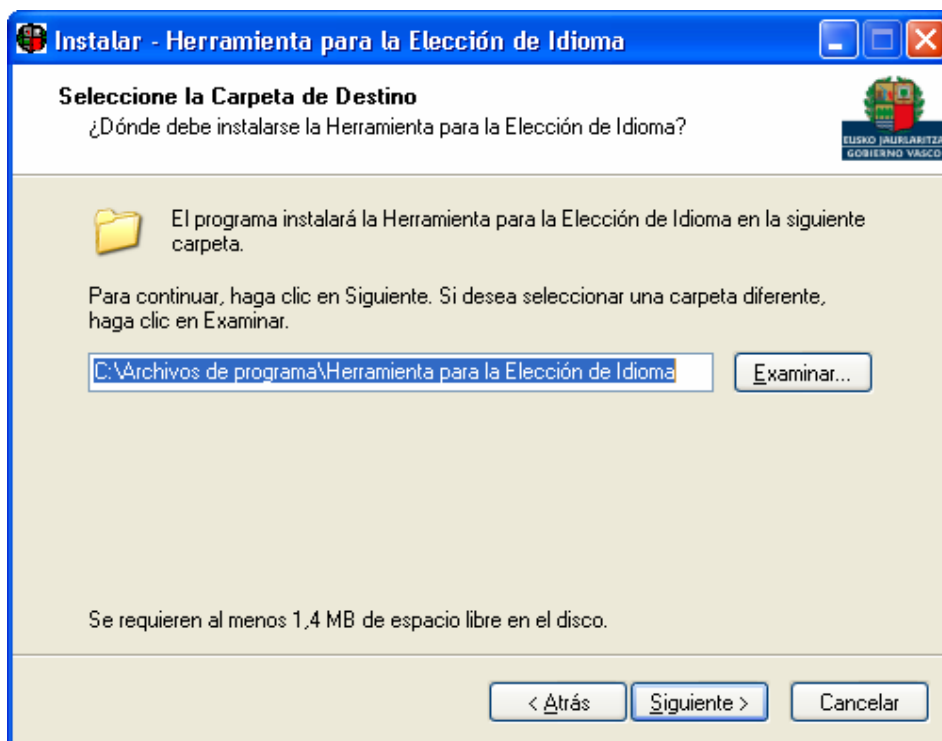 Instalar - Herramienta para la Elección de Idioma
Seleccione la Carpeta de Destino
¿Dónde debe instalarse la Herramienta para la Elección de Idioma?
EUSKO JAURLARITZA
GOBIERNO VASCO
El programa instalará la Herramienta para la Elección de Idioma en la siguiente
carpeta.
Para continuar, haga clic en Siguiente. Si desea seleccionar una carpeta diferente,
haga clic en Examinar.
C:\Archivos de programa\Herramienta para la Elección de Idioma
Examinar...
Se requieren al menos 1,4 MB de espacio libre en el disco.
< Atrás
Siguiente >
Cancelar